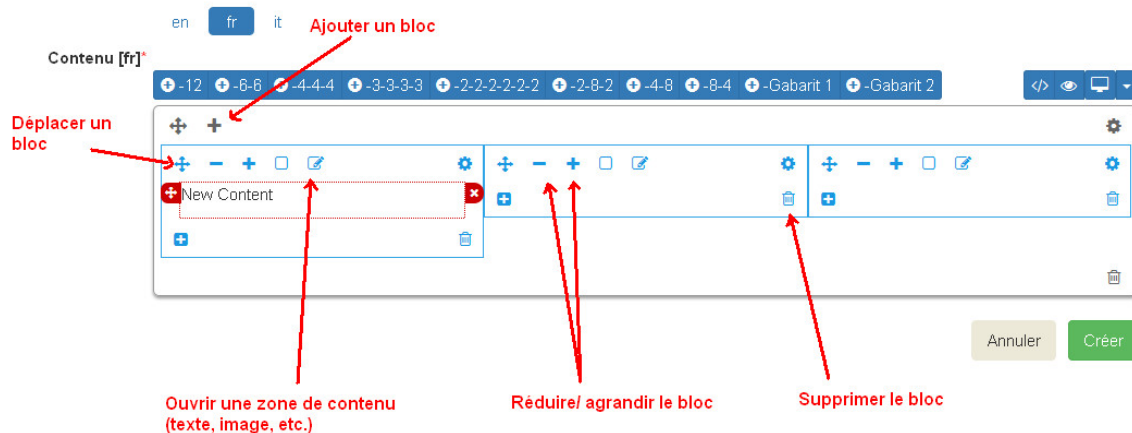 en fr it
Ajouter un bloc
Contenu [fr]*
-12 -6-6 -4-4-4 -3-3-3-3 -2-2-2-2-2-2 -2-8-2 -4-8 -8-4 -Gabarit 1 -Gabarit 2
Déplacer un
bloc
New Content
Annuler Créer
Ouvrir une zone de contenu
(texte, image, etc.)
Réduire/ agrandir le bloc
Supprimer le bloc